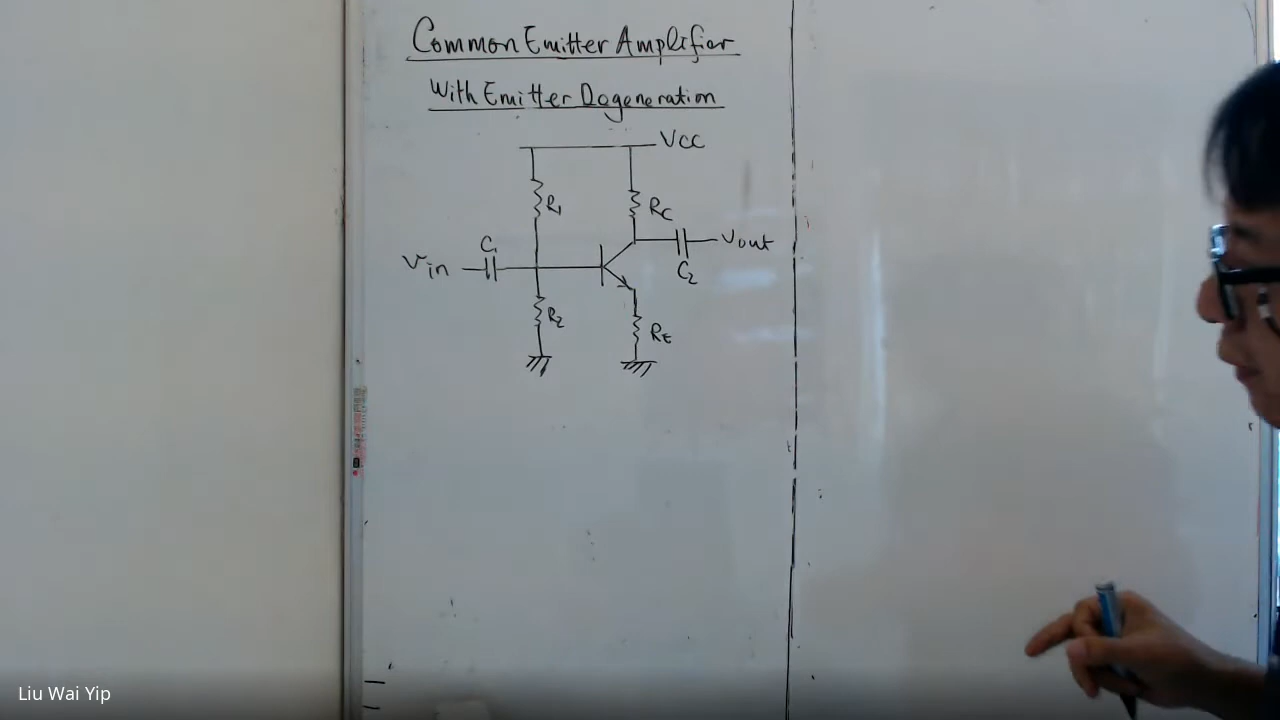 Common Emitter Amplifier
With Emitter Degeneration
VCC
R1
RC
C1
Vin
Vout
C2
R2
RE
Liu Wai Yip